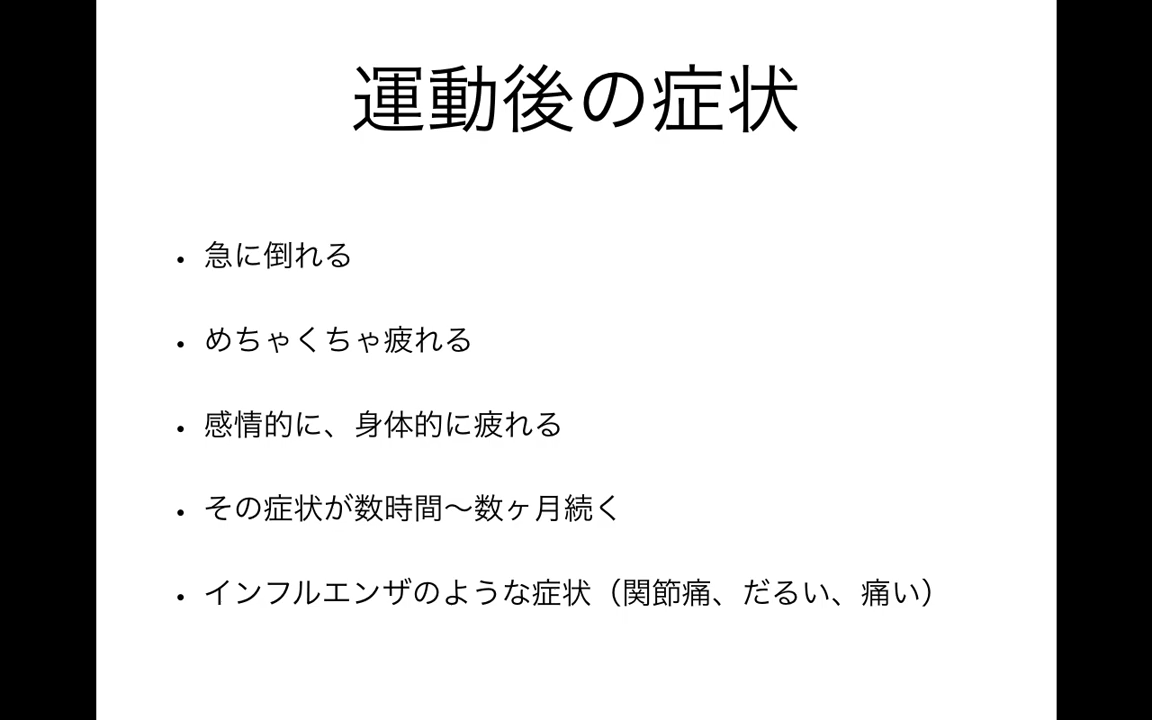 運動後の症状
• 急に倒れる
• めちゃくちゃ疲れる
• 感情的に、身体的に疲れる
• その症状が数時間〜数ヶ月続く
• インフルエンザのような症状（関節痛、だるい、痛い）